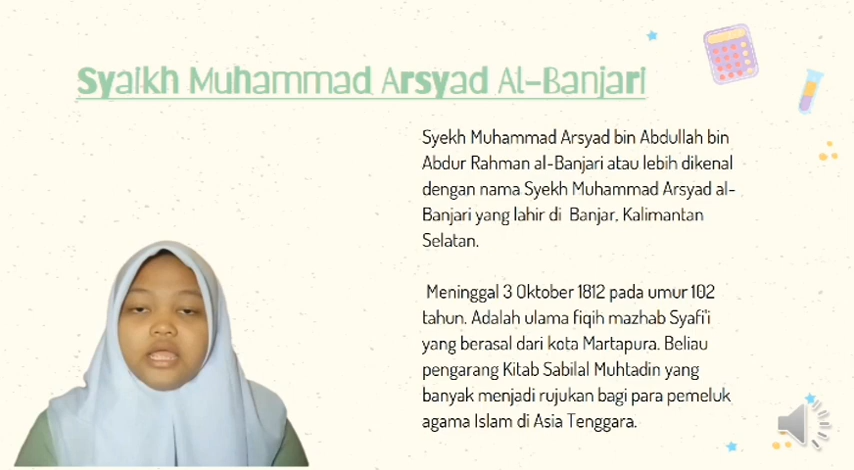 Syaikh Muhammad Arsyad Al-Banjari
Syekh Muhammad Arsyad bin Abdullah bin
Abdur Rahman al-Banjari atau lebih dikenal
dengan nama Syekh Muhammad Arsyad al-
Banjari yang lahir di Banjar, Kalimantan
Selatan.
Meninggal 3 Oktober 1812 pada umur 102
tahun. Adalah ulama fiqih mazhab Syafi'i
yang berasal dari kota Martapura. Beliau
pengarang Kitab Sabilal Muhtadin yang
banyak menjadi rujukan bagi para pemeluk
agama Islam di Asia Tenggara.